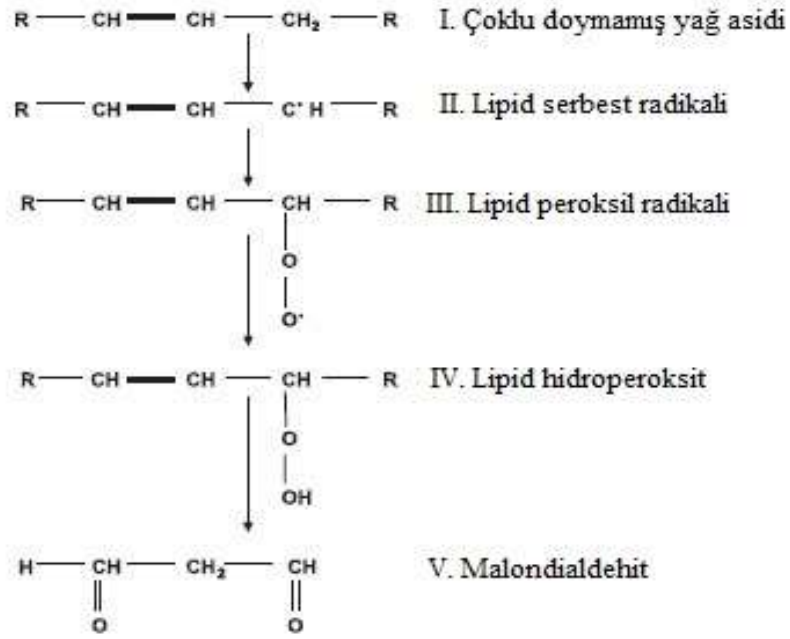 R — CH — CH — CH₂ — R I. Çoklu doymamış yağ asidi
R — CH — CH — C• H — R II. Lipid serbest radikali
R — CH — CH — CH — R III. Lipid peroksil radikali
O
O•
R — CH — CH — CH — R IV. Lipid hidroperoksit
O
OH
H — CH — CH₂ — CH V. Malondialdehit
O O